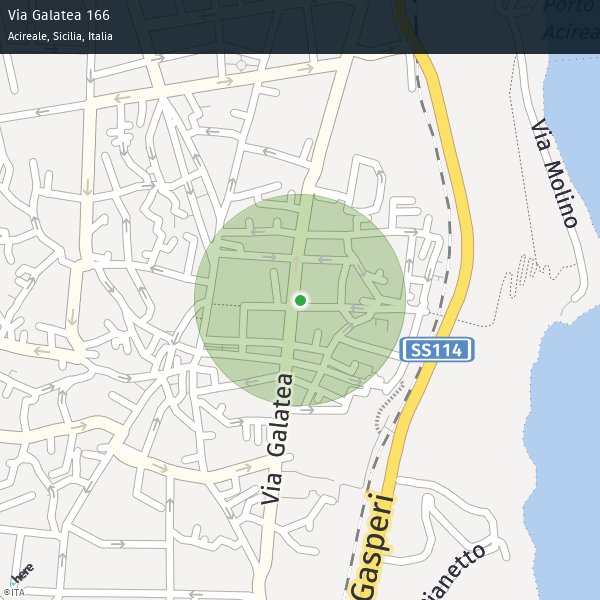 Via Galatea 166
Acireale, Sicilia, Italia
Porto
Acirea
Via Molino
SS114
Via Galatea
Gasperi
ianetto
here
©ITA